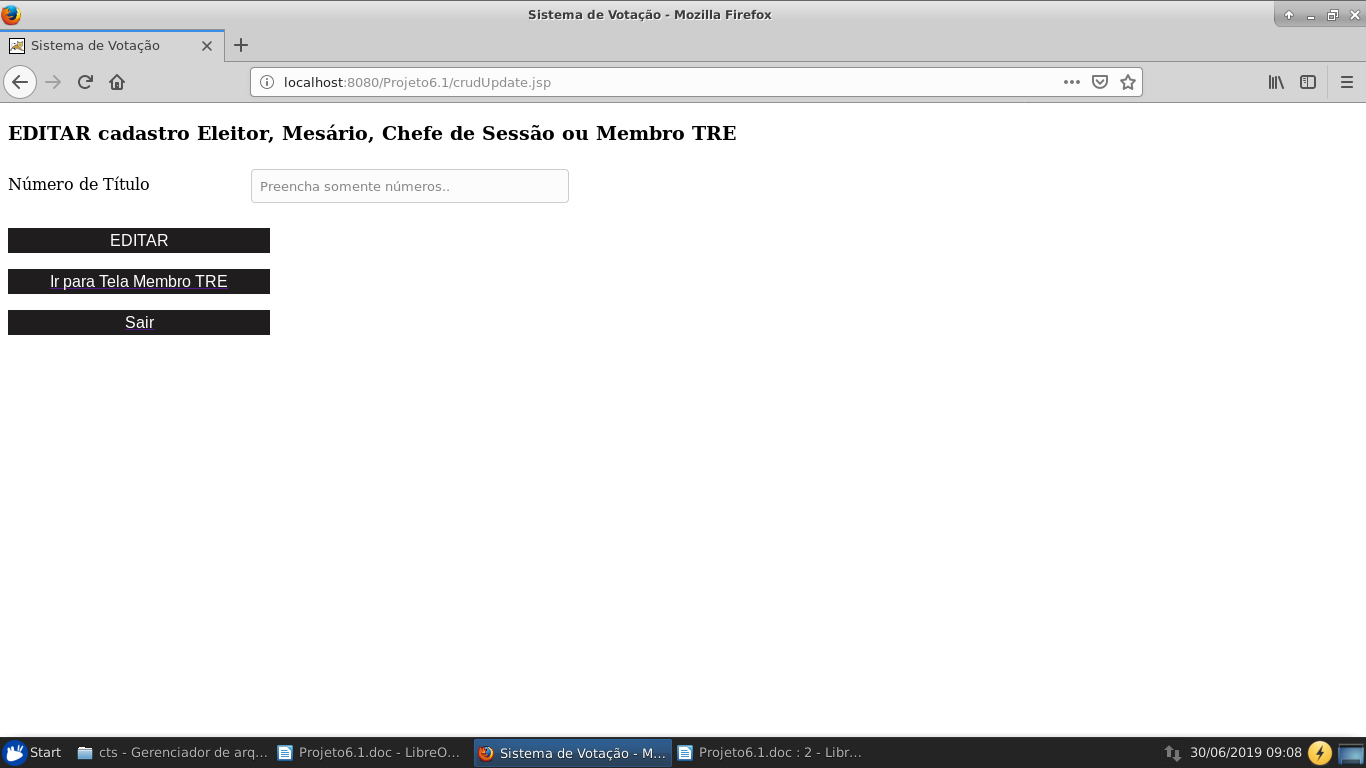 Sistema de Votação - Mozilla Firefox
Sistema de Votação
localhost:8080/Projeto6.1/crudUpdate.jsp
EDITAR cadastro Eleitor, Mesário, Chefe de Sessão ou Membro TRE
Número de Título
Preencha somente números..
EDITAR
Ir para Tela Membro TRE
Sair
Start
cts - Gerenciador de arq...
Projeto6.1.doc - LibreO...
Sistema de Votação - M...
Projeto6.1.doc : 2 - Libr...
30/06/2019 09:08